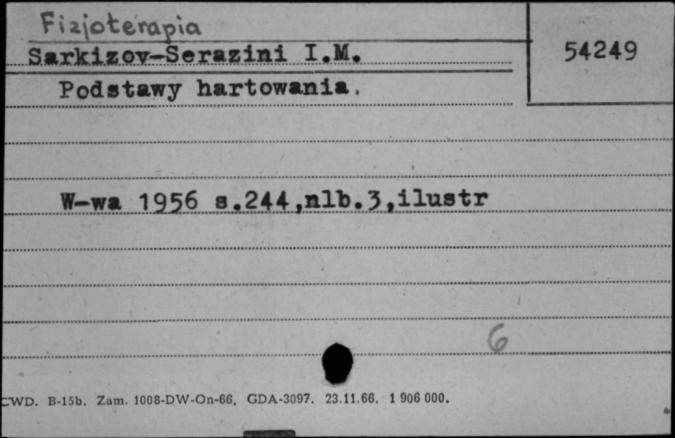 Fizjoterapia
Sarkizov-Serazini I.M.
54249
Podstawy hartowania.
W-wa 1956 s.244,nlb.3,ilustr
6
CWD. B-15b. Zam. 1008-DW-On-66. GDA-3097. 23.11.66. 1 906 000.